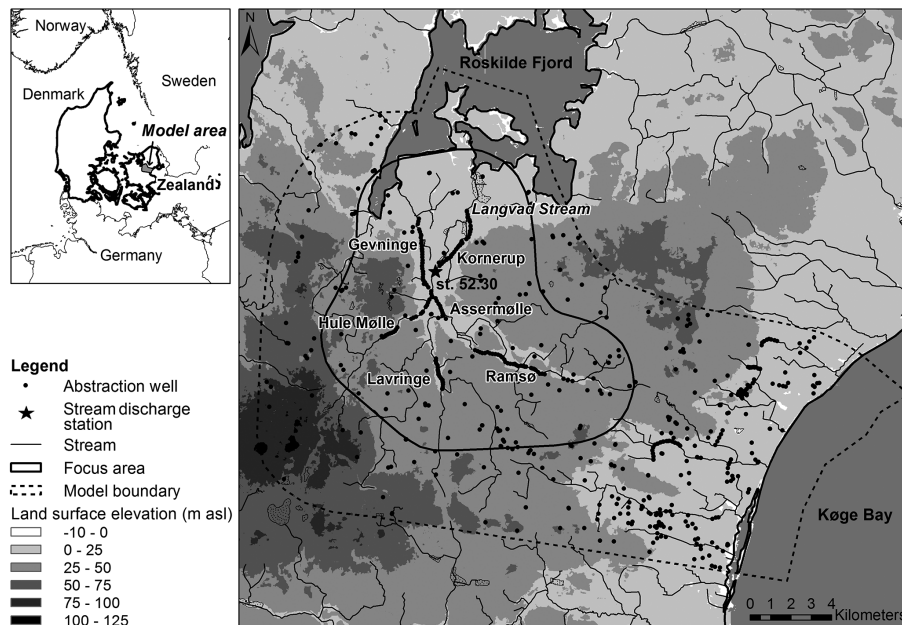 Norway
Sweden
Denmark
Model area
Zealand
Germany
N
Roskilde Fjord
Langvad Stream
Gevninge
Kornerup
st. 52.30
Assermølle
Hule Mølle
Lavringe
Ramsø
Køge Bay
Legend
Abstraction well
Stream discharge
station
Stream
Focus area
Model boundary
Land surface elevation (m asl)
-10 - 0
0 - 25
25 - 50
50 - 75
75 - 100
100 - 125
0 1 2 3 4
Kilometers